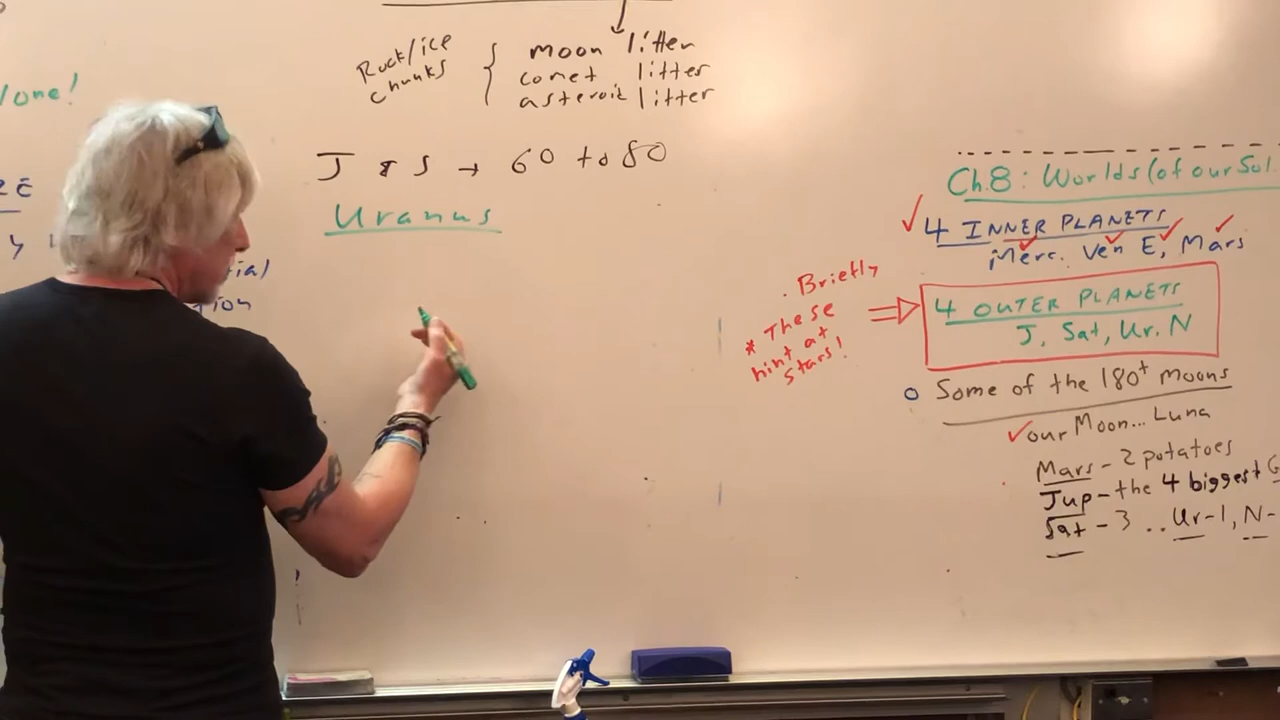 /one!
Rock/ice
chunks
moon litter
comet litter
asteroid litter
J & S → 60 to 80
Uranus
Ch.8: Worlds (of our Sol.
✓ 4 INNER PLANETS
Merc. Ven E, Mars
. Briefly
* These
hint at
stars!
4 OUTER PLANETS
J, Sat, Ur, N
Some of the 180+ Moons
✓ our Moon... Luna
Mars - 2 potatoes
Jup - the 4 biggest G
Sat - 3 .. Ur - 1, N -